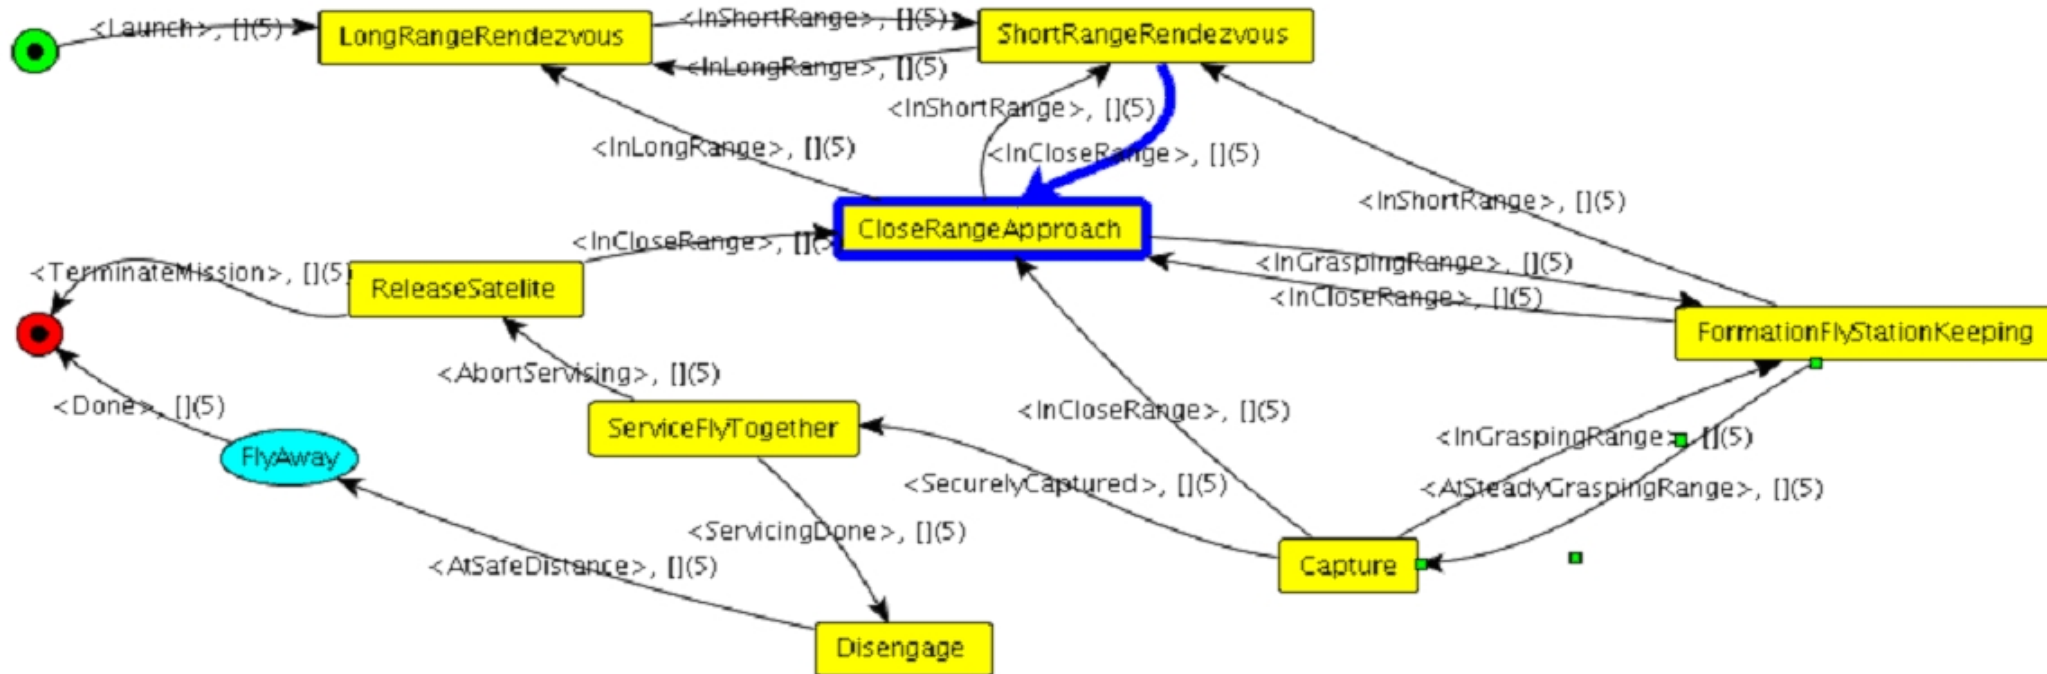 <Launch>, [](5)
LongRangeRendezvous
<InShortRange>, [](5)
ShortRangeRendezvous
<InLongRange>, [](5)
<InShortRange>, [](5)
<InLongRange>, [](5)
<InCloseRange>, [](5)
<InShortRange>, [](5)
CloseRangeApproach
<InCloseRange>, [](5
<TerminateMission>, [](5)
ReleaseSatelite
<InGraspingRange>, [](5)
<InCloseRange>, [](5)
FormationFlyStationKeeping
<AbortServising>, [](5)
<Done>, [](5)
<InCloseRange>, [](5)
ServiceFlyTogether
<InGraspingRange>, [](5)
FlyAway
<SecurelyCaptured>, [](5)
<AtSteadyGraspingRange>, [](5)
<ServicingDone>, [](5)
<AtSafeDistance>, [](5)
Capture
Disengage